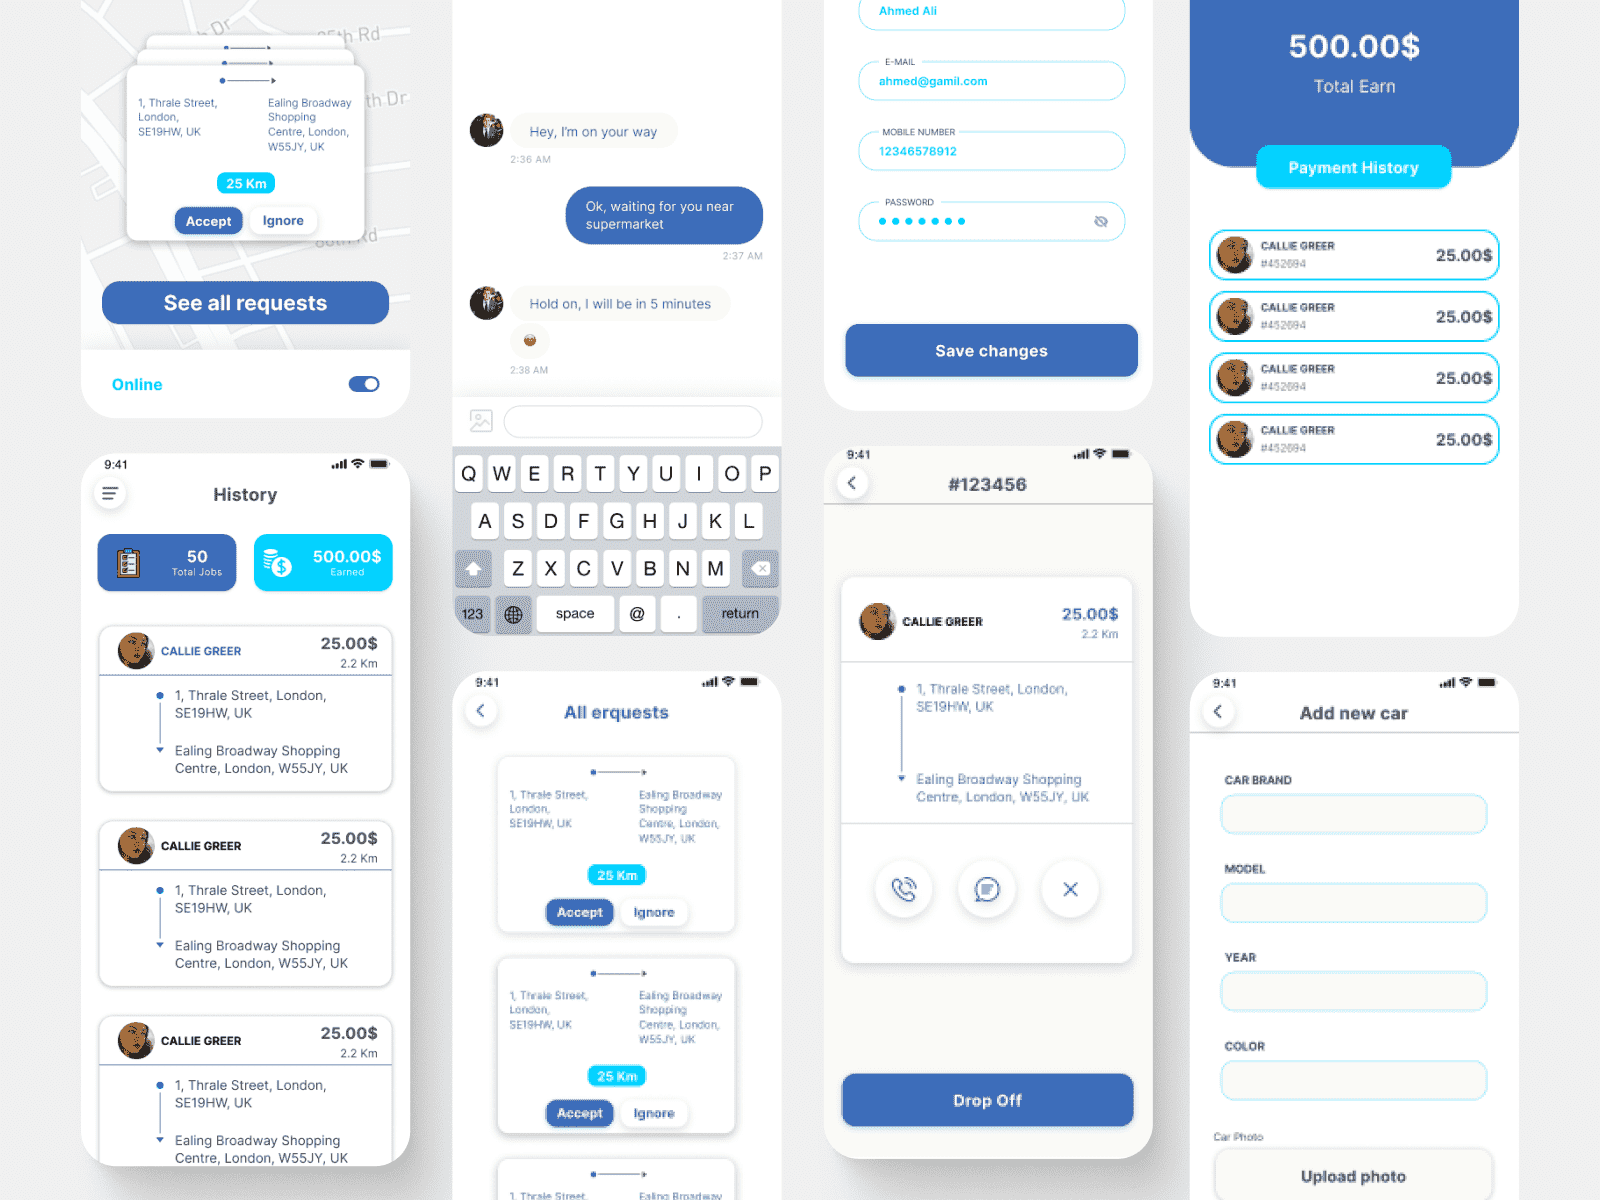 Dr
35th Rd
th Dr
1, Thrale Street,
London,
SE19HW, UK
Ealing Broadway
Shopping
Centre, London,
W55JY, UK
25 Km
Accept
Ignore
Rd
See all requests
Online
9:41
History
50
Total Jobs
500.00$
Earned
CALLIE GREER
25.00$
2.2 Km
1, Thrale Street, London,
SE19HW, UK
Ealing Broadway Shopping
Centre, London, W55JY, UK
CALLIE GREER
25.00$
2.2 Km
1, Thrale Street, London,
SE19HW, UK
Ealing Broadway Shopping
Centre, London, W55JY, UK
CALLIE GREER
25.00$
2.2 Km
1, Thrale Street, London,
SE19HW, UK
Ealing Broadway Shopping
Centre, London, W55JY, UK
Hey, I'm on your way
2:36 AM
Ok, waiting for you near
supermarket
2:37 AM
Hold on, I will be in 5 minutes
2:38 AM
Q W E R T Y U I O P
A S D F G H J K L
Z X C V B N M
123 space @ . return
9:41
All erquests
1, Thrale Street,
London,
SE19HW, UK
Ealing Broadway
Shopping
Centre, London,
W55JY, UK
25 Km
Accept
Ignore
1, Thrale Street,
London,
SE19HW, UK
Ealing Broadway
Shopping
Centre, London,
W55JY, UK
25 Km
Accept
Ignore
1, Thrale Street,
Ealing Broadway
Ahmed Ali
E-MAIL
ahmed@gamil.com
MOBILE NUMBER
12346578912
PASSWORD
Save changes
9:41
#123456
CALLIE GREER
25.00$
2.2 Km
1, Thrale Street, London,
SE19HW, UK
Ealing Broadway Shopping
Centre, London, W55JY, UK
Drop Off
500.00$
Total Earn
Payment History
CALLIE GREER
#452694
25.00$
CALLIE GREER
#452694
25.00$
CALLIE GREER
#452694
25.00$
CALLIE GREER
#452694
25.00$
9:41
Add new car
CAR BRAND
MODEL
YEAR
COLOR
Car Photo
Upload photo